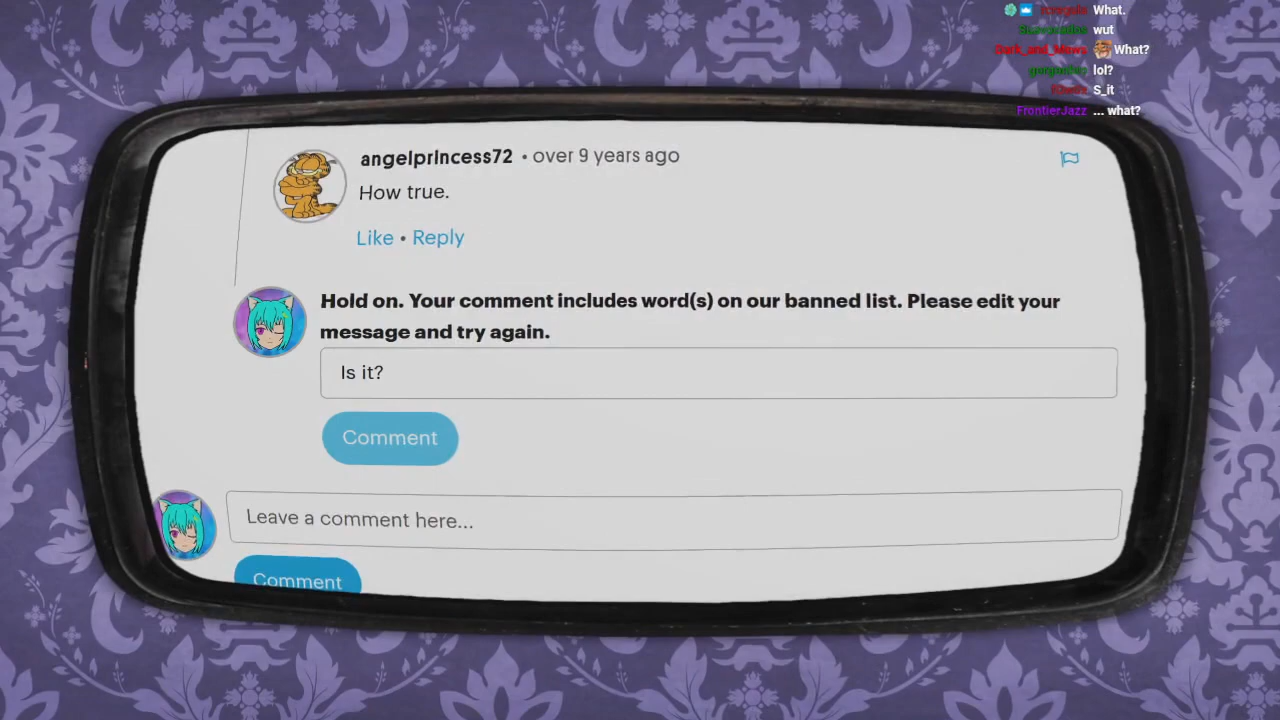 What.
wut
What?
lol?
S_it
FrontierJazz ... what?
angelprincess72 • over 9 years ago
How true.
Like • Reply
Hold on. Your comment includes word(s) on our banned list. Please edit your
message and try again.
Is it?
Comment
Leave a comment here...
Comment